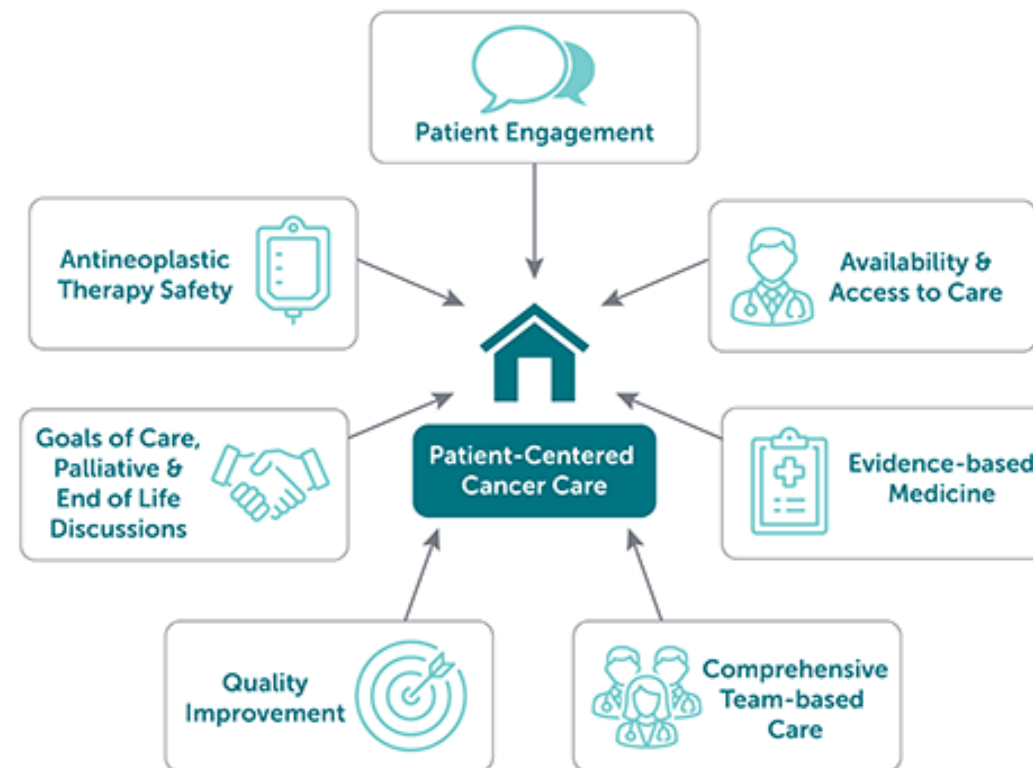 Patient Engagement
Antineoplastic
Therapy Safety
Availability &
Access to Care
Goals of Care,
Palliative &
End of Life
Discussions
Patient-Centered
Cancer Care
Evidence-based
Medicine
Quality
Improvement
Comprehensive
Team-based
Care